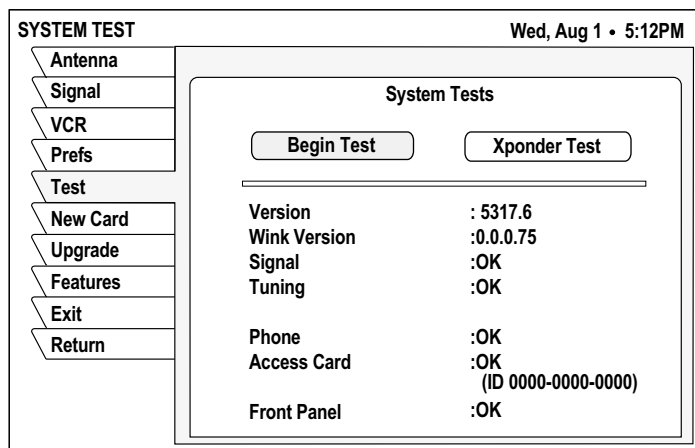 SYSTEM TEST
Wed, Aug 1 • 5:12PM
Antenna
Signal
VCR
Prefs
Test
New Card
Upgrade
Features
Exit
Return
System Tests
Begin Test
Xponder Test
Version : 5317.6
Wink Version :0.0.0.75
Signal :OK
Tuning :OK
Phone :OK
Access Card :OK
(ID 0000-0000-0000)
Front Panel :OK